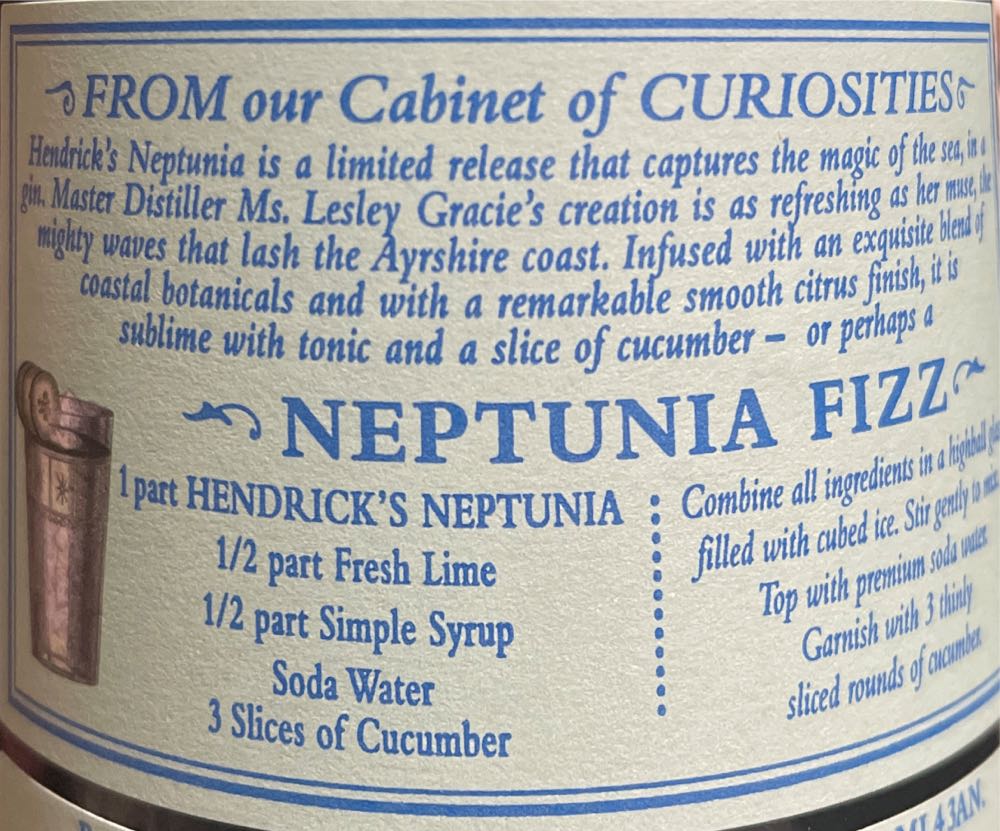 FROM our Cabinet of CURIOSITIES
Hendrick's Neptunia is a limited release that captures the magic of the sea, in a
gin. Master Distiller Ms. Lesley Gracie's creation is as refreshing as her muse, the
mighty waves that lash the Ayrshire coast. Infused with an exquisite blend of
coastal botanicals and with a remarkable smooth citrus finish, it is
sublime with tonic and a slice of cucumber – or perhaps a
NEPTUNIA FIZZ
1 part HENDRICK'S NEPTUNIA
1/2 part Fresh Lime
1/2 part Simple Syrup
Soda Water
3 Slices of Cucumber
Combine all ingredients in a highball
filled with cubed ice. Stir gently to mix.
Top with premium soda water.
Garnish with 3 thinly
sliced rounds of cucumber.